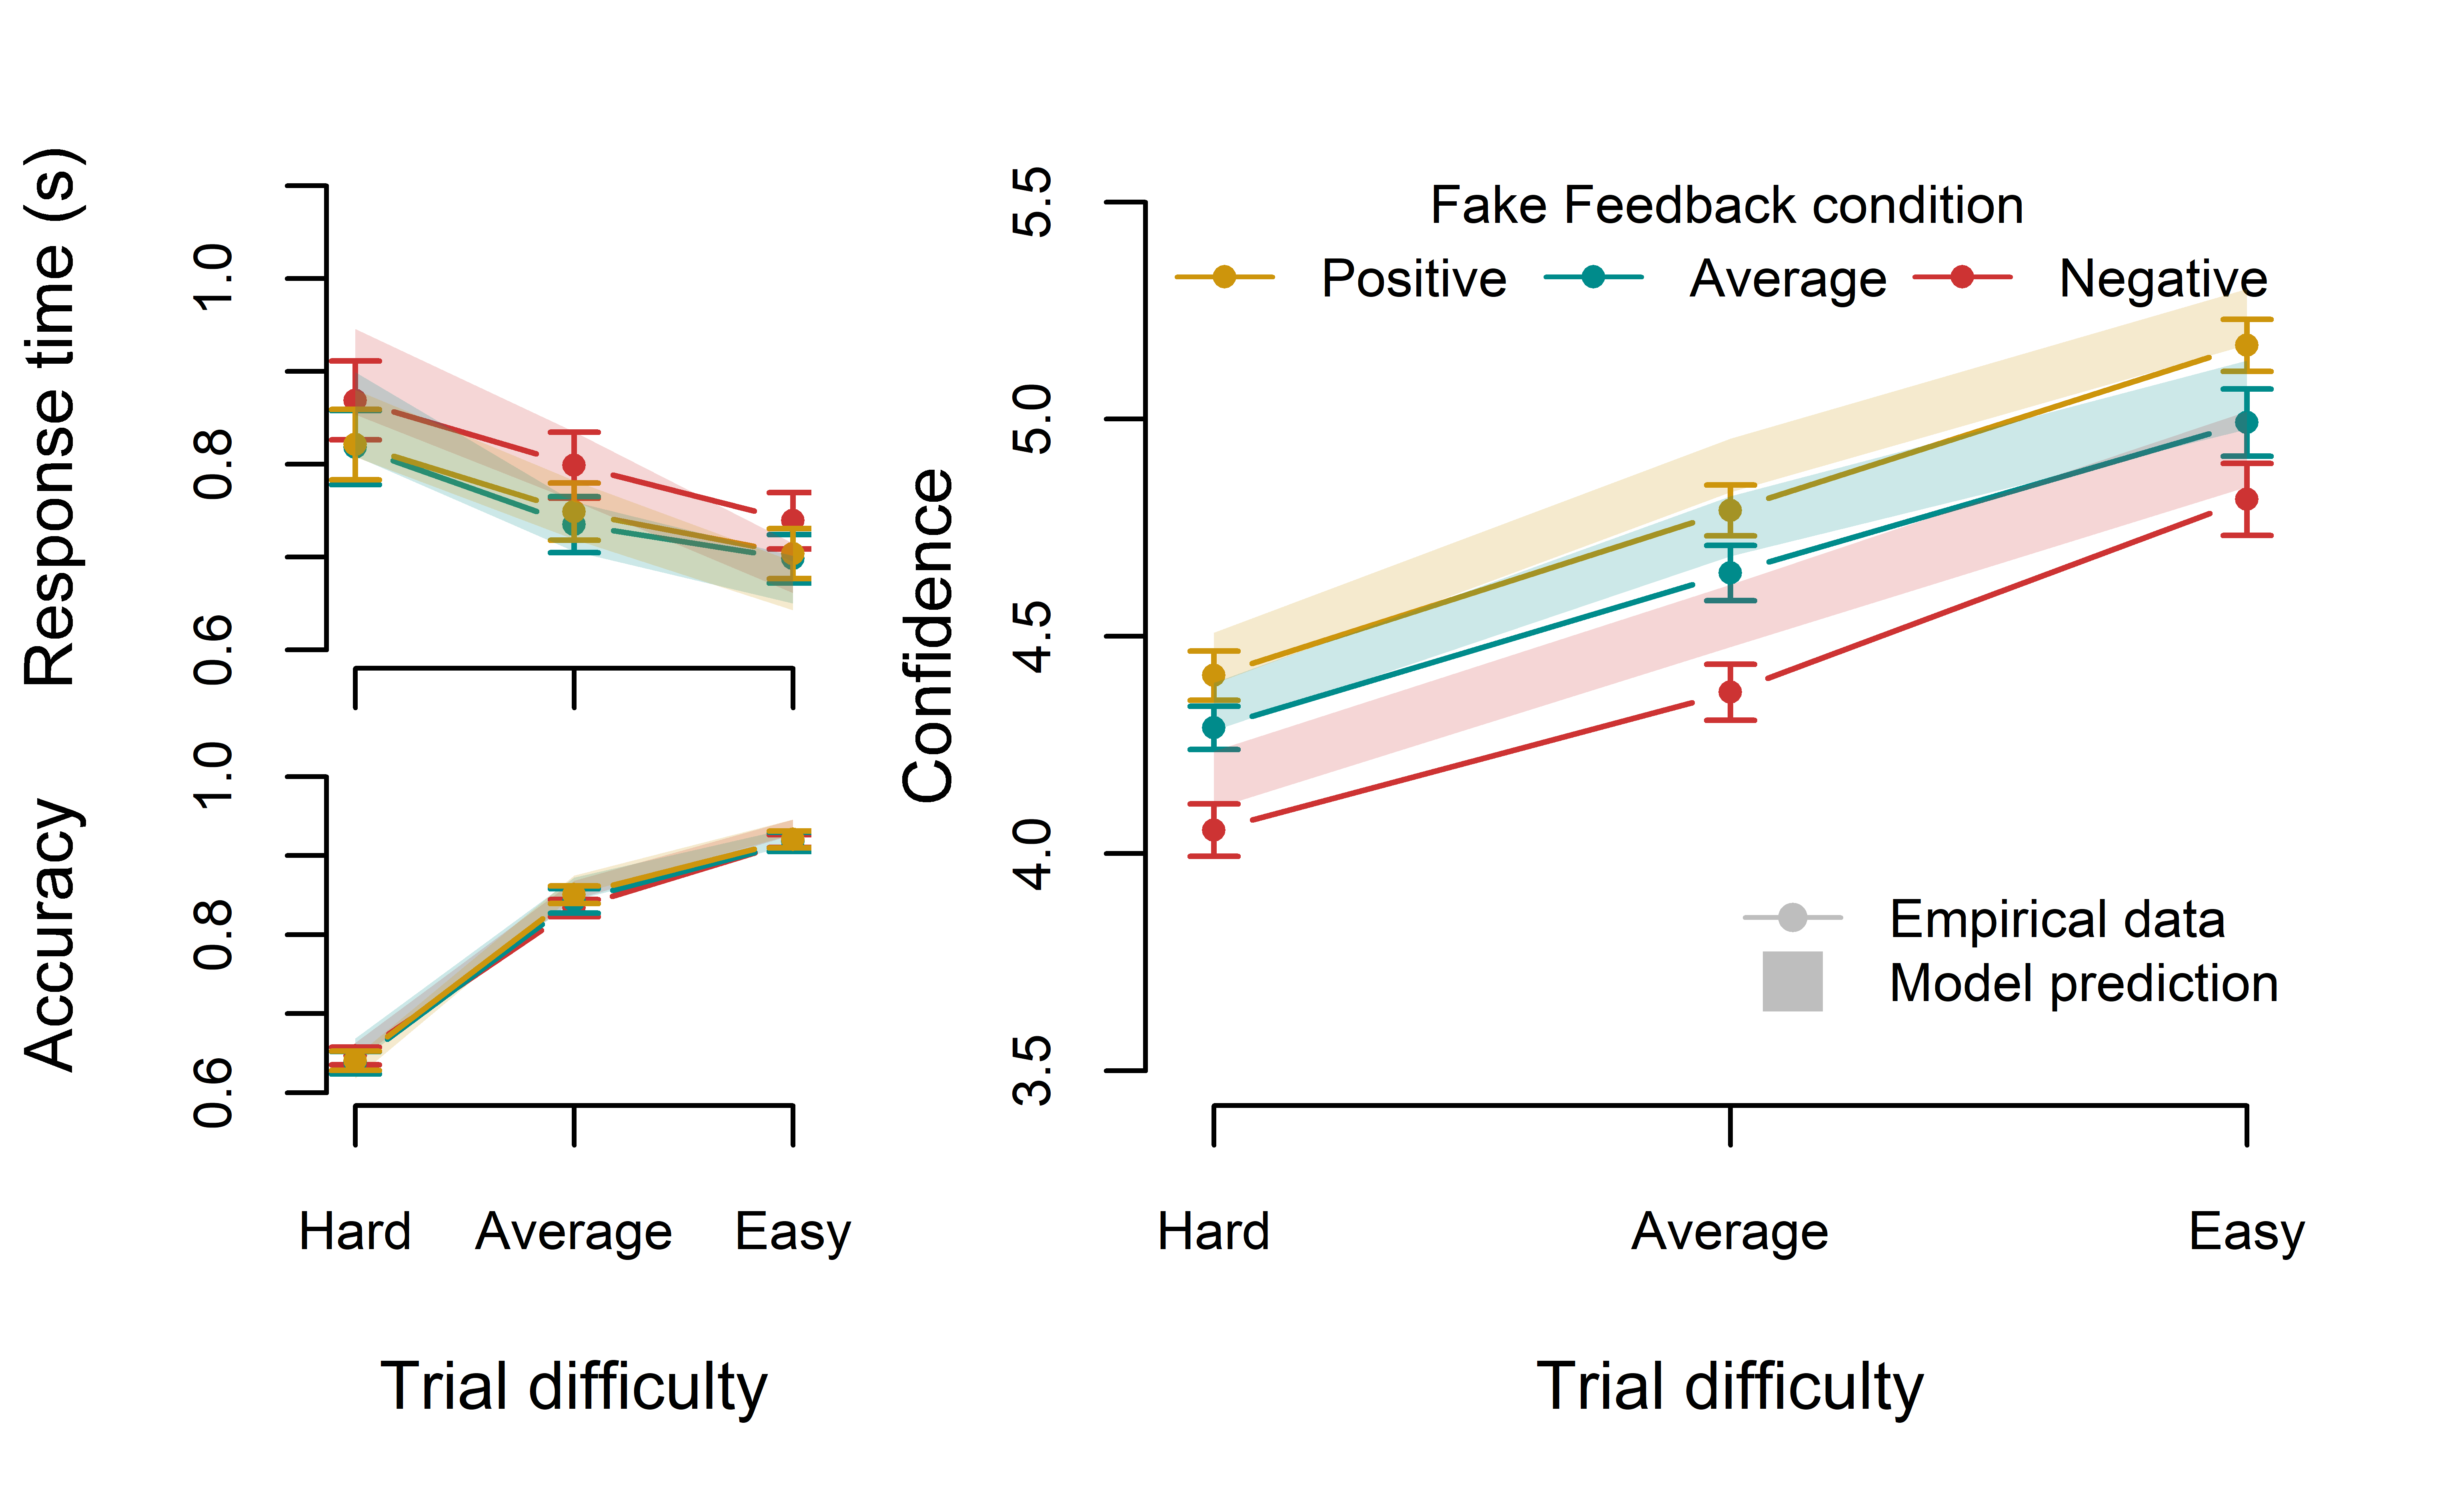 Response time (s)
1.0
0.8
0.6
Accuracy
1.0
0.8
0.6
Hard Average Easy
Trial difficulty
Confidence
5.5
5.0
4.5
4.0
3.5
Fake Feedback condition
Positive Average Negative
Empirical data
Model prediction
Hard Average Easy
Trial difficulty